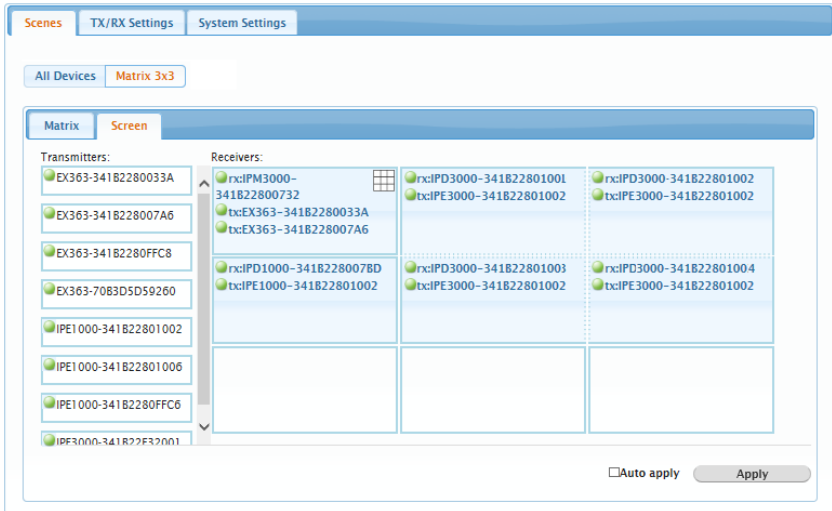 Scenes TX/RX Settings System Settings
All Devices Matrix 3x3
Matrix Screen
Transmitters:
EX363-341B2280033A
EX363-341B228007A6
EX363-341B2280FFC8
EX363-70B3D5D59260
IPE1000-341B22801002
IPE1000-341B22801006
IPE1000-341B2280FFC6
IPE3000-341B22F32001
Receivers:
rx:IPM3000-
341B22800732
tx:EX363-341B2280033A
tx:EX363-341B228007A6
rx:IPD3000-341B22801001
tx:IPE3000-341B22801002
rx:IPD3000-341B22801002
tx:IPE3000-341B22801002
rx:IPD1000-341B228007BD
tx:IPE1000-341B22801002
rx:IPD3000-341B22801003
tx:IPE3000-341B22801002
rx:IPD3000-341B22801004
tx:IPE3000-341B22801002
Auto apply Apply